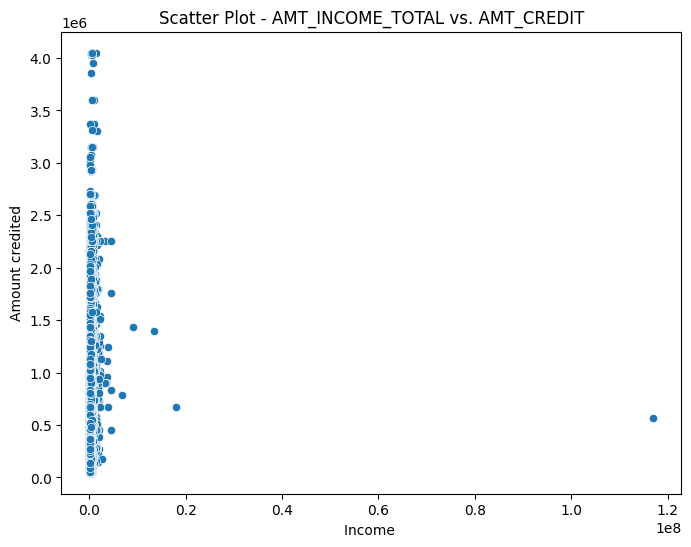 Scatter Plot - AMT_INCOME_TOTAL vs. AMT_CREDIT
1e6
4.0
3.5
3.0
2.5
2.0
1.5
1.0
0.5
0.0
Amount credited
0.0 0.2 0.4 0.6 0.8 1.0 1.2
1e8
Income